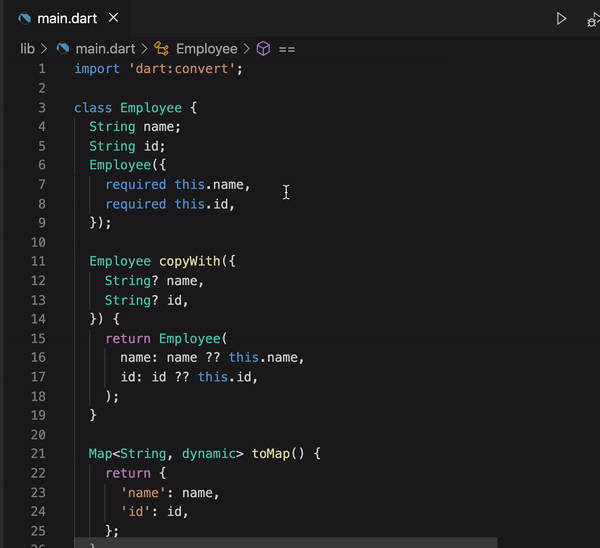 main.dart
lib > main.dart > Employee > ==
1 import 'dart:convert';
2
3 class Employee {
4 String name;
5 String id;
6 Employee({
7 required this.name,
8 required this.id,
9 });
10
11 Employee copyWith({
12 String? name,
13 String? id,
14 }) {
15 return Employee(
16 name: name ?? this.name,
17 id: id ?? this.id,
18 );
19 }
20
21 Map<String, dynamic> toMap() {
22 return {
23 'name': name,
24 'id': id,
25 };